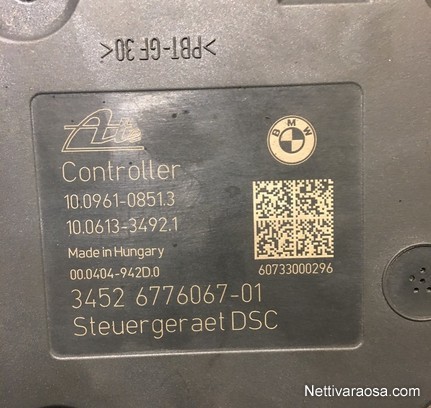 >PBT-GF30<
Ate
BMW
Controller
10.0961-0851.3
10.0613-3492.1
Made in Hungary
00.0404-942D.0
60733000296
3452 6776067-01
Steuergeraet DSC
Nettivaraosa.com